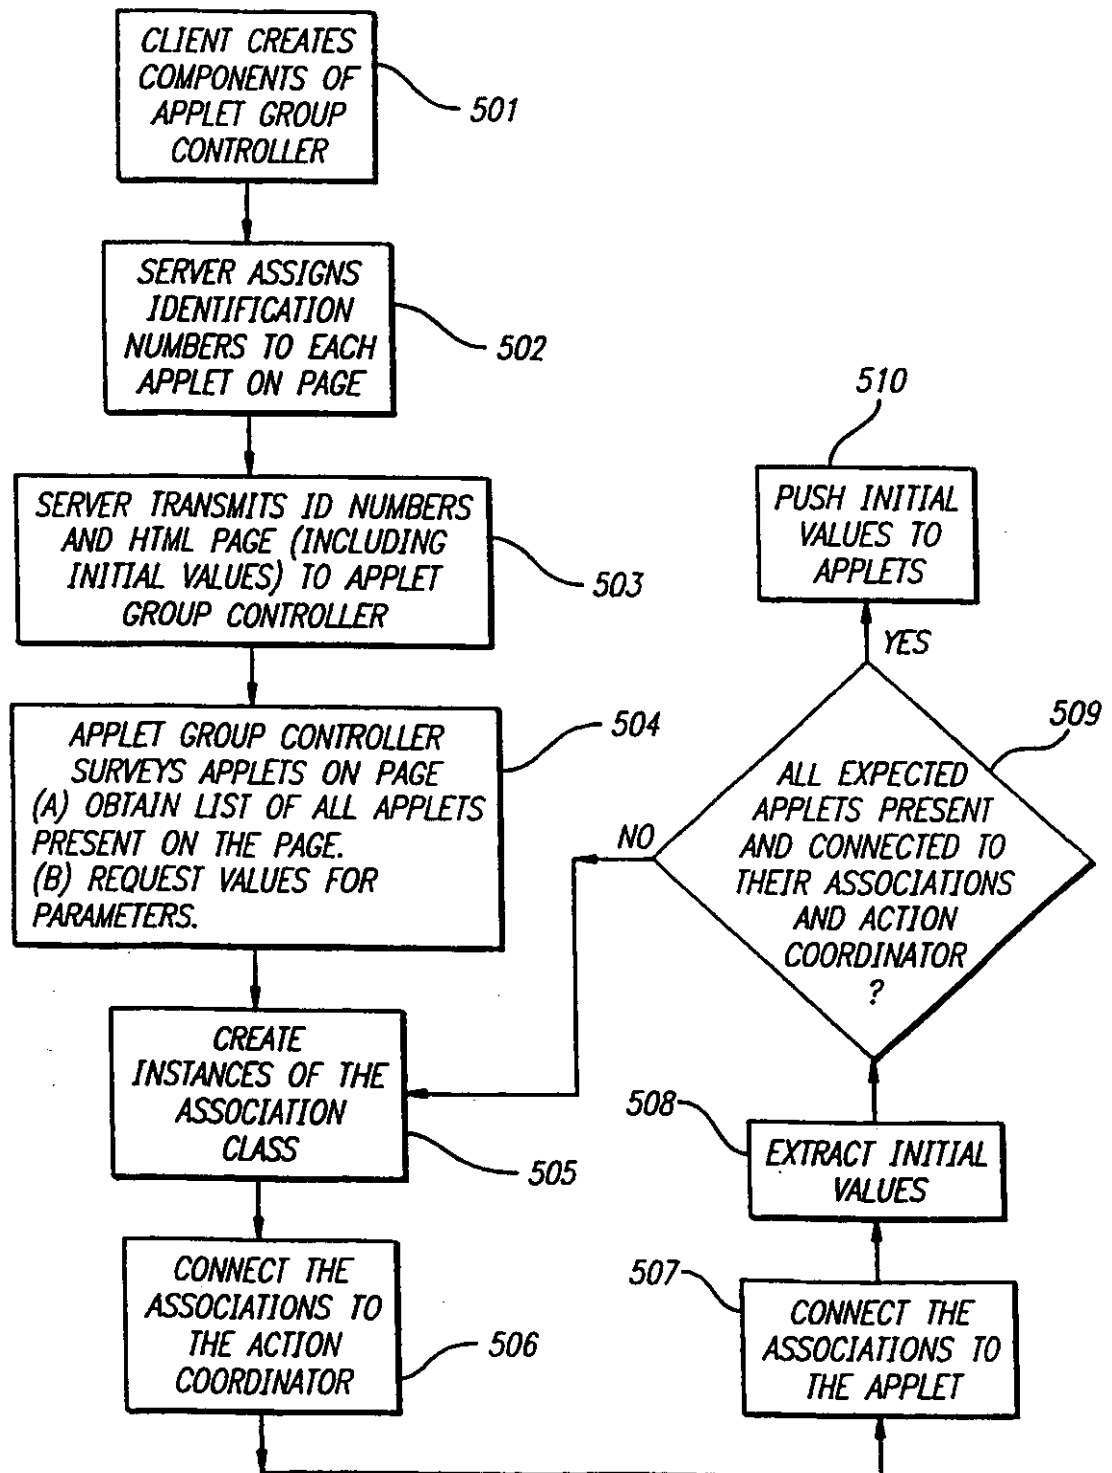 CLIENT CREATES
COMPONENTS OF
APPLET GROUP
CONTROLLER
501
SERVER ASSIGNS
IDENTIFICATION
NUMBERS TO EACH
APPLET ON PAGE
502
SERVER TRANSMITS ID NUMBERS
AND HTML PAGE (INCLUDING
INITIAL VALUES) TO APPLET
GROUP CONTROLLER
503
APPLET GROUP CONTROLLER
SURVEYS APPLETS ON PAGE
(A) OBTAIN LIST OF ALL APPLETS
PRESENT ON THE PAGE.
(B) REQUEST VALUES FOR
PARAMETERS.
504
CREATE
INSTANCES OF THE
ASSOCIATION
CLASS
505
CONNECT THE
ASSOCIATIONS TO
THE ACTION
COORDINATOR
506
507
CONNECT THE
ASSOCIATIONS TO
THE APPLET
508
EXTRACT INITIAL
VALUES
509
ALL EXPECTED
APPLETS PRESENT
AND CONNECTED TO
THEIR ASSOCIATIONS
AND ACTION
COORDINATOR
?
NO
YES
510
PUSH INITIAL
VALUES TO
APPLETS